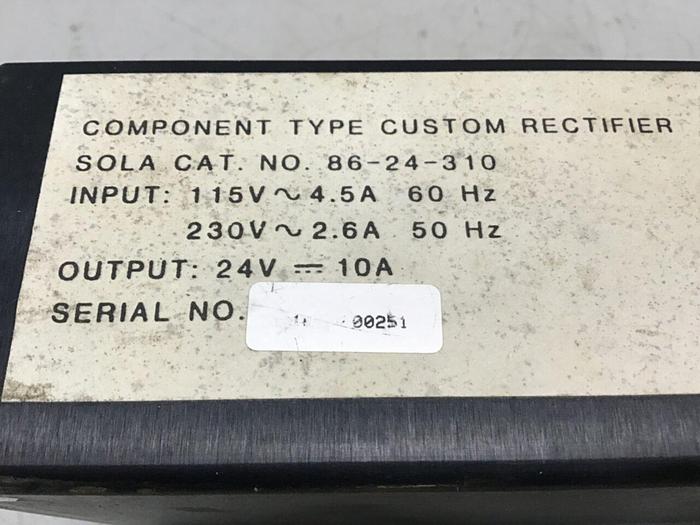 COMPONENT TYPE CUSTOM RECTIFIER
SOLA CAT. NO. 86-24-310
INPUT: 115V ~ 4.5A 60 Hz
230V ~ 2.6A 50 Hz
OUTPUT: 24V ⎓ 10A
SERIAL NO. 00251